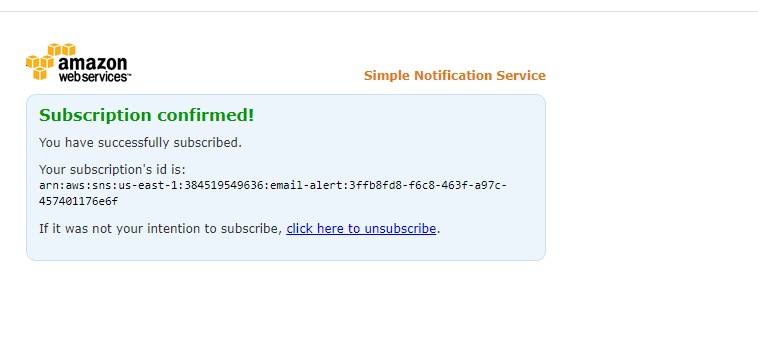 amazon
web services™
Simple Notification Service
Subscription confirmed!
You have successfully subscribed.
Your subscription's id is:
arn:aws:sns:us-east-1:384519549636:email-alert:3ffb8fd8-f6c8-463f-a97c-
457401176e6f
If it was not your intention to subscribe, click here to unsubscribe.